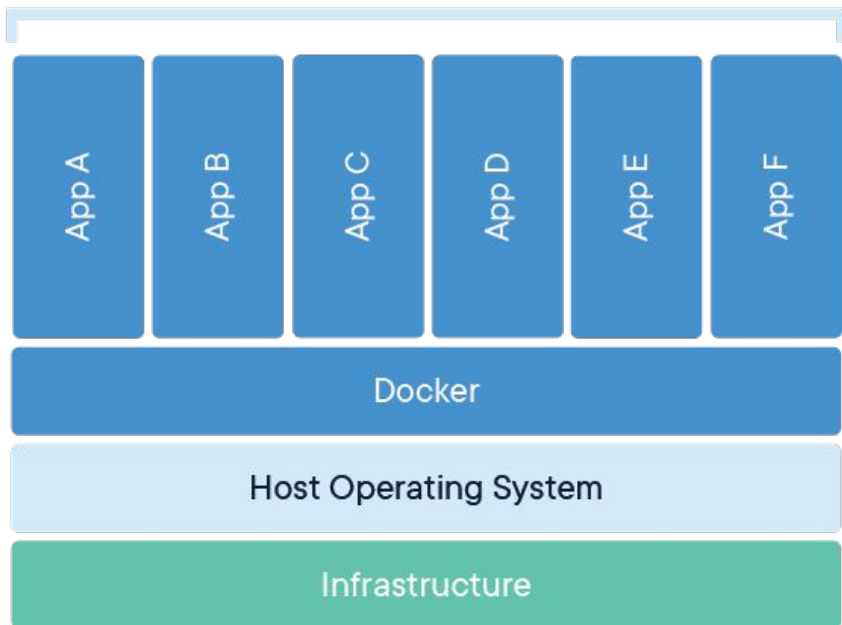 App A
App B
App C
App D
App E
App F
Docker
Host Operating System
Infrastructure